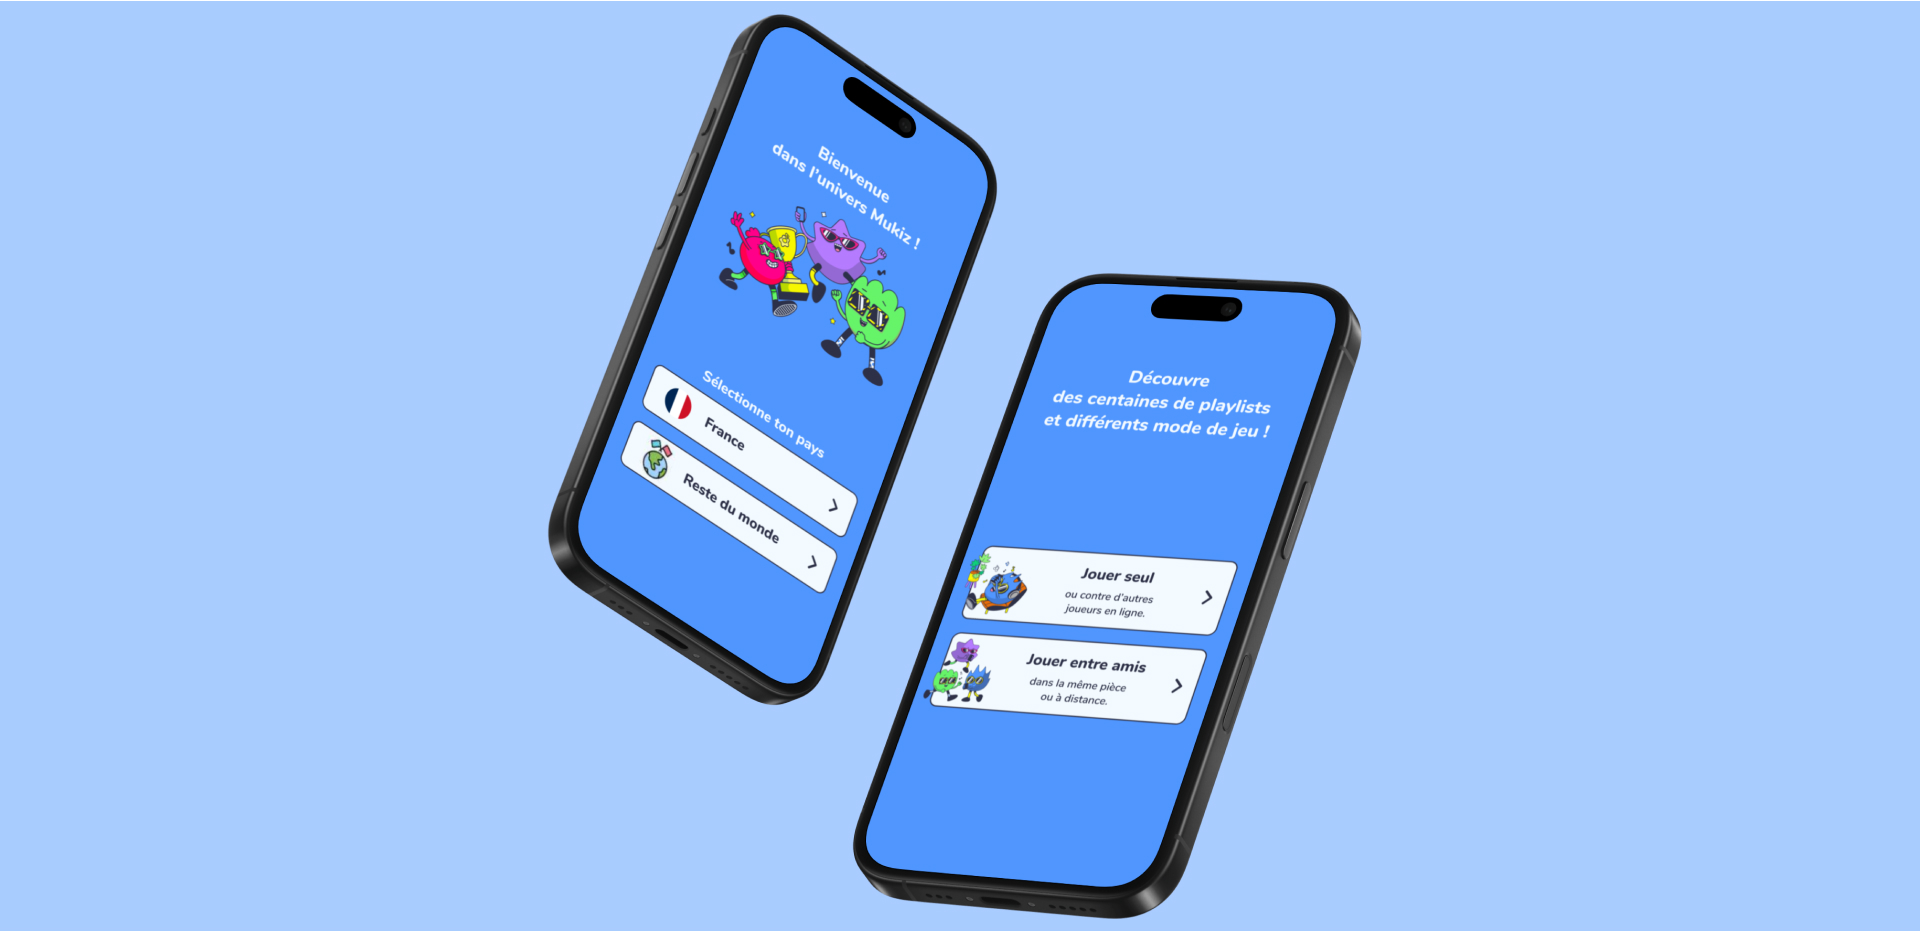 Bienvenue
dans l'univers Mukiz !
Sélectionne ton pays
France
Reste du monde
Découvre
des centaines de playlists
et différents mode de jeu !
Jouer seul
ou contre d'autres
joueurs en ligne.
Jouer entre amis
dans la même pièce
ou à distance.